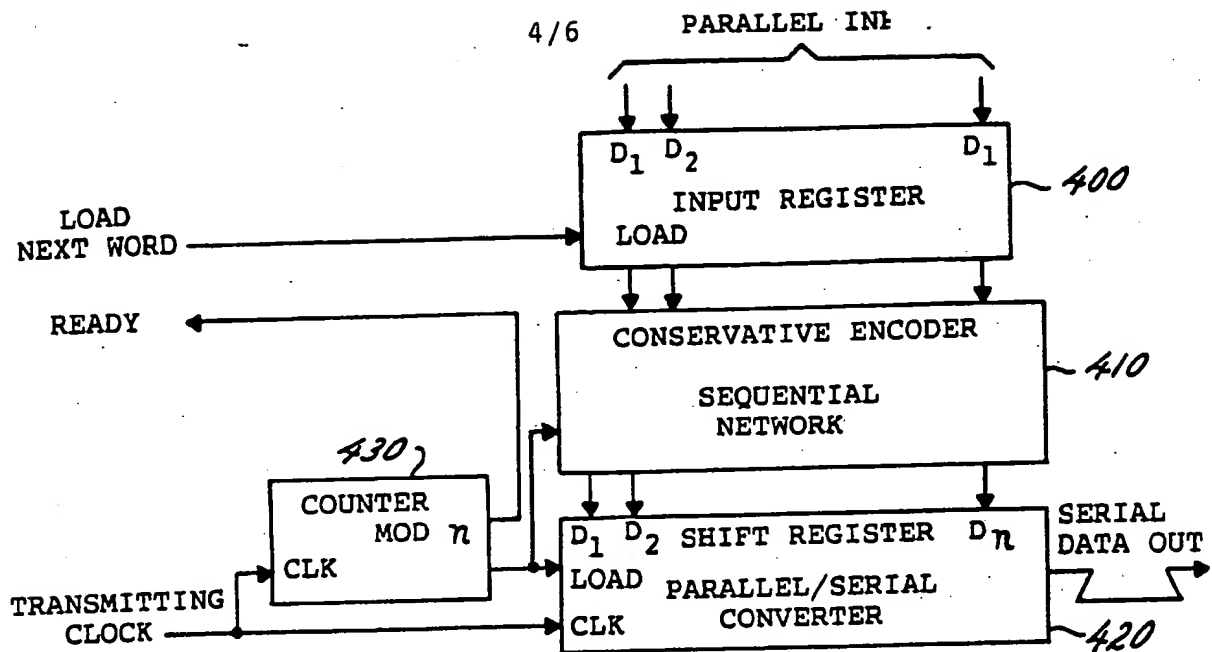 4/6
PARALLEL
D1 D2 D1
INPUT REGISTER
LOAD
400
LOAD
NEXT WORD
READY
CONSERVATIVE ENCODER
SEQUENTIAL
NETWORK
410
430
COUNTER
MOD n
CLK
D1 D2 SHIFT REGISTER Dn
LOAD
PARALLEL/SERIAL
CONVERTER
CLK
SERIAL
DATA OUT
TRANSMITTING
CLOCK
420